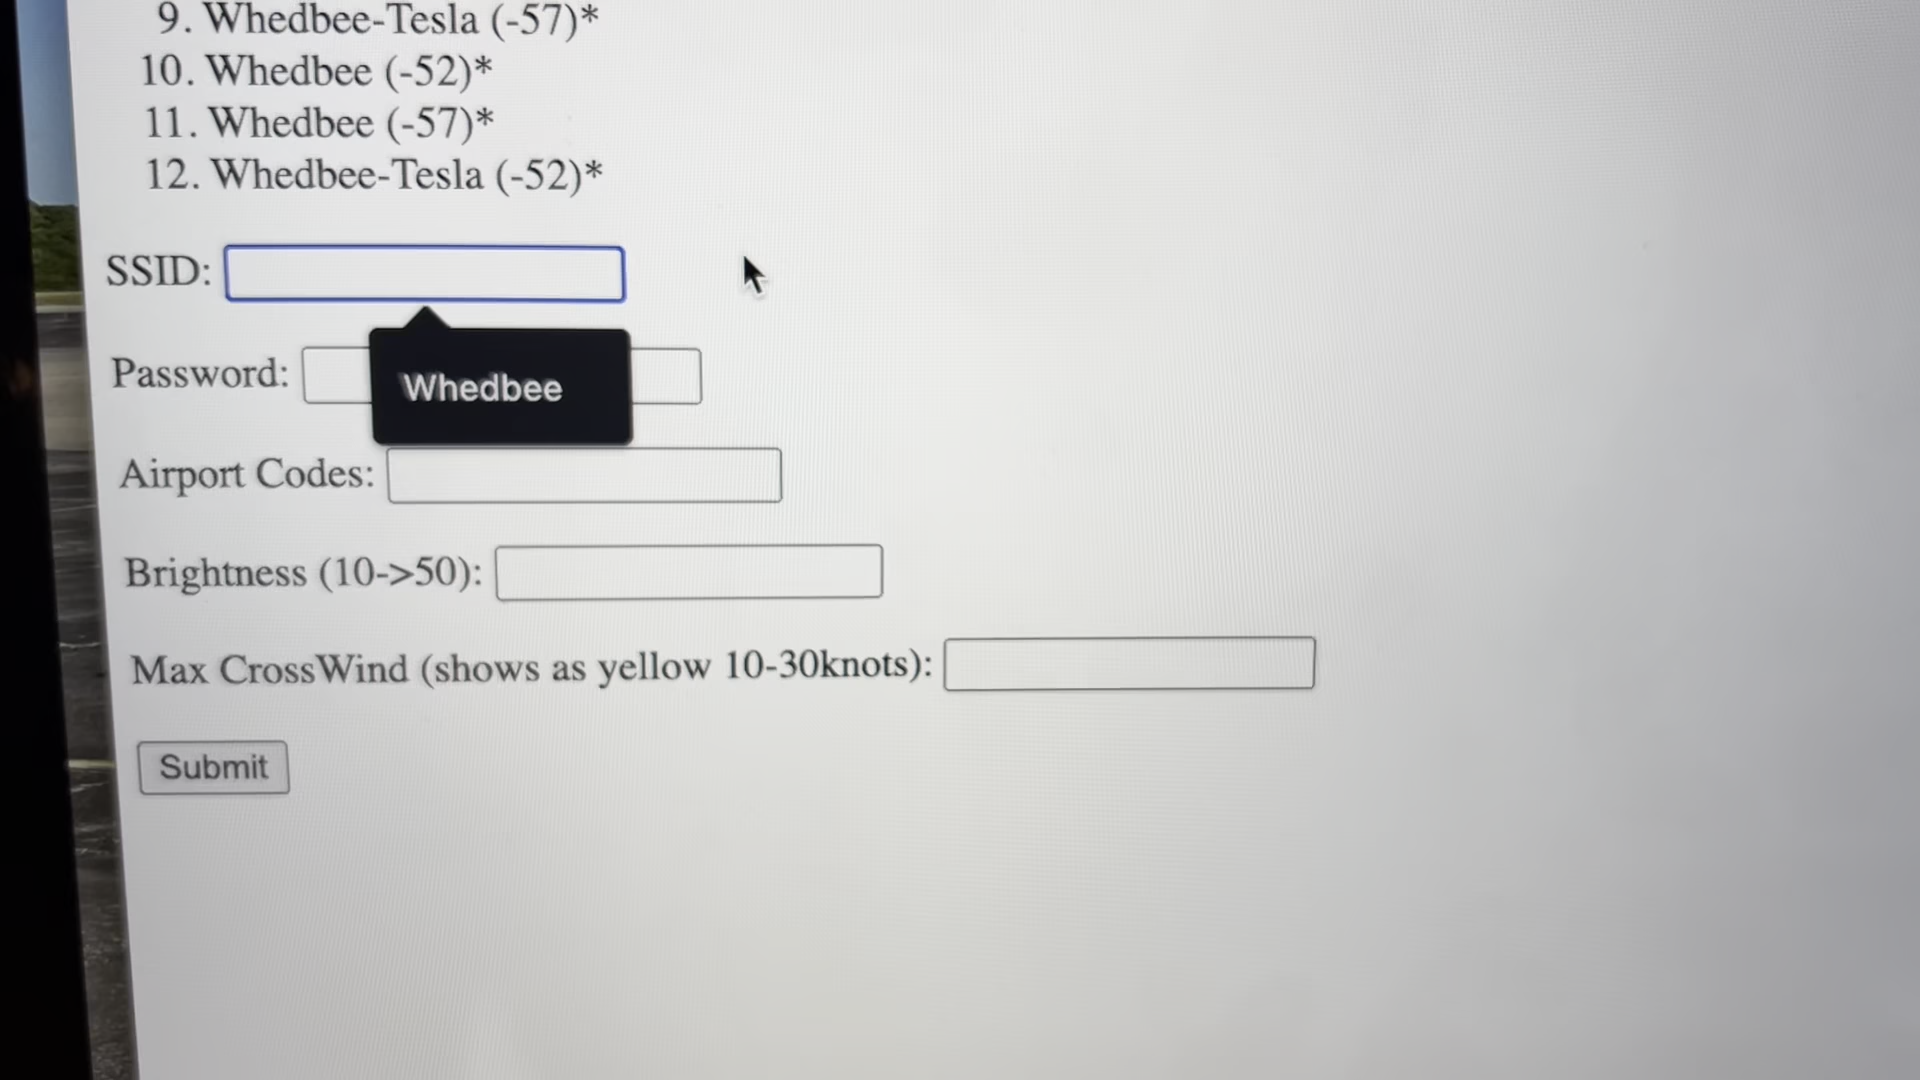 9. Whedbee-Tesla (-57)*
10. Whedbee (-52)*
11. Whedbee (-57)*
12. Whedbee-Tesla (-52)*
SSID:
Whedbee
Password:
Airport Codes:
Brightness (10->50):
Max CrossWind (shows as yellow 10-30knots):
Submit